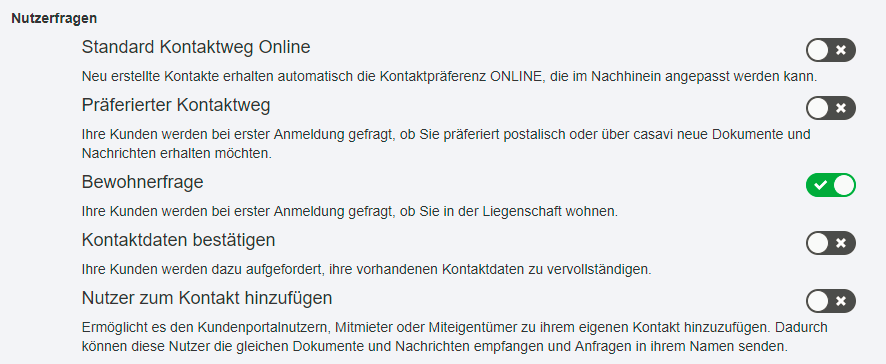 Nutzerfragen
Standard Kontaktweg Online
Neu erstellte Kontakte erhalten automatisch die Kontaktpräferenz ONLINE, die im Nachhinein angepasst werden kann.
Präferierter Kontaktweg
Ihre Kunden werden bei erster Anmeldung gefragt, ob Sie präferiert postalisch oder über casavi neue Dokumente und
Nachrichten erhalten möchten.
Bewohnerfrage
Ihre Kunden werden bei erster Anmeldung gefragt, ob Sie in der Liegenschaft wohnen.
Kontaktdaten bestätigen
Ihre Kunden werden dazu aufgefordert, ihre vorhandenen Kontaktdaten zu vervollständigen.
Nutzer zum Kontakt hinzufügen
Ermöglicht es den Kundenportalnutzern, Mitmieter oder Miteigentümer zu ihrem eigenen Kontakt hinzuzufügen. Dadurch
können diese Nutzer die gleichen Dokumente und Nachrichten empfangen und Anfragen in ihrem Namen senden.